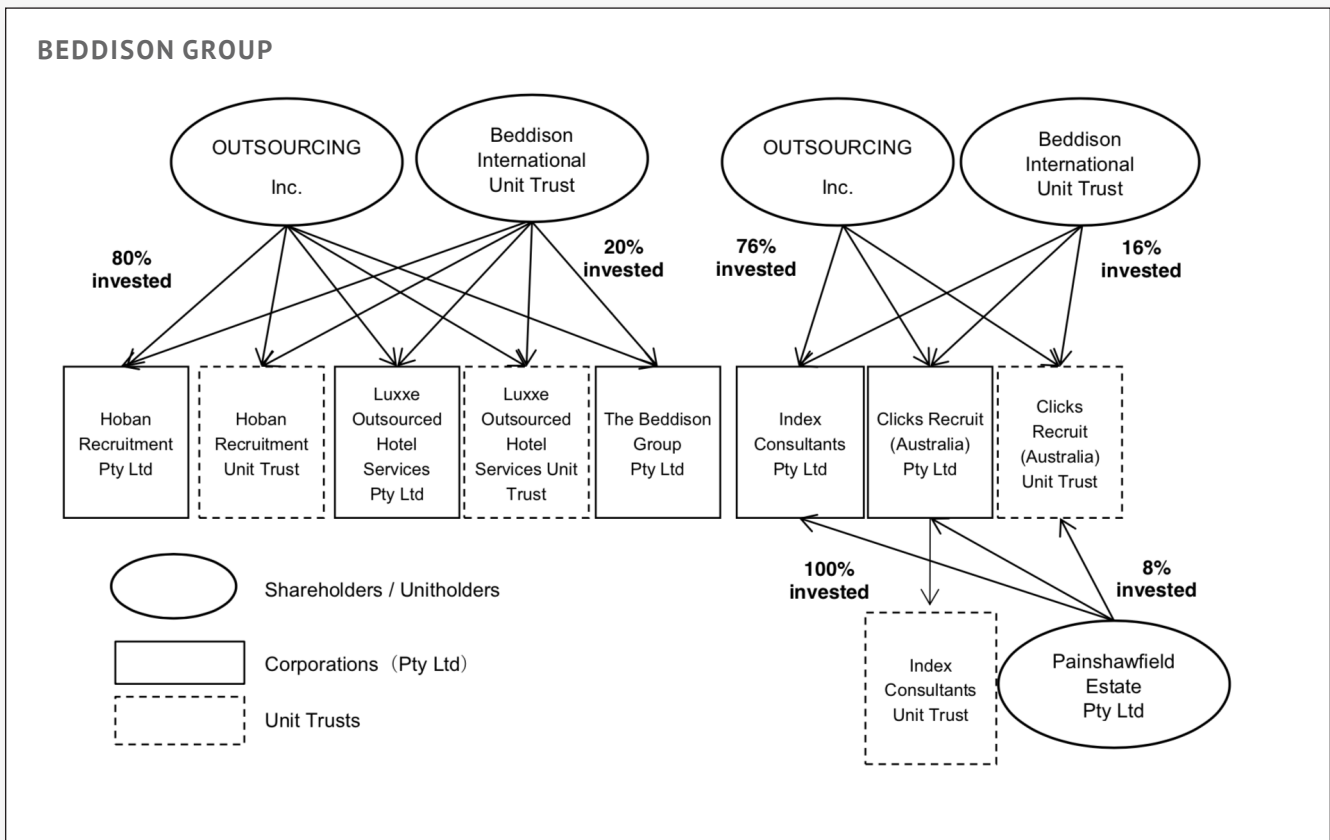 BEDDISON GROUP
OUTSOURCING
Inc.
Beddison
International
Unit Trust
OUTSOURCING
Inc.
Beddison
International
Unit Trust
80%
invested
20%
invested
76%
invested
16%
invested
Hoban
Recruitment
Pty Ltd
Hoban
Recruitment
Unit Trust
Luxxe
Outsourced
Hotel
Services
Pty Ltd
Luxxe
Outsourced
Hotel
Services Unit
Trust
The Beddison
Group
Pty Ltd
Index
Consultants
Pty Ltd
Clicks Recruit
(Australia)
Pty Ltd
Clicks
Recruit
(Australia)
Unit Trust
100%
invested
8%
invested
Shareholders / Unitholders
Corporations（Pty Ltd）
Unit Trusts
Index
Consultants
Unit Trust
Painshawfield
Estate
Pty Ltd